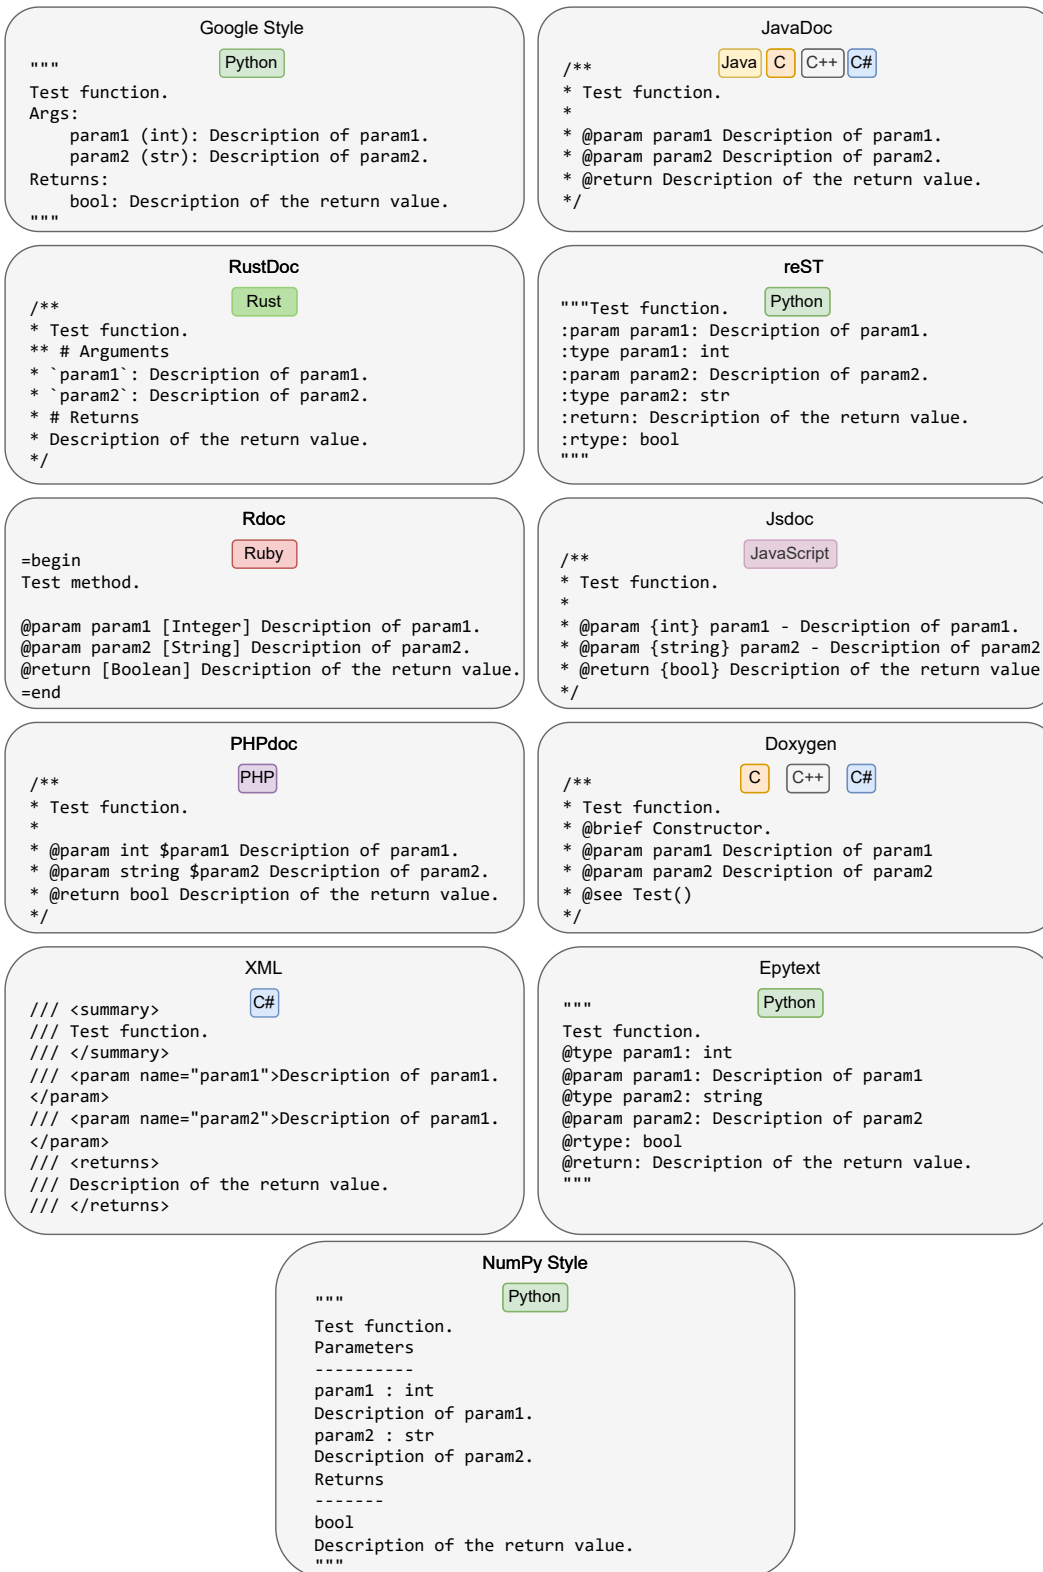 Google Style
Python
"""
Test function.
Args:
    param1 (int): Description of param1.
    param2 (str): Description of param2.
Returns:
    bool: Description of the return value.
"""
JavaDoc
Java C C++ C#
/**
* Test function.
*
* @param param1 Description of param1.
* @param param2 Description of param2.
* @return Description of the return value.
*/
RustDoc
Rust
/**
* Test function.
** # Arguments
* `param1`: Description of param1.
* `param2`: Description of param2.
* # Returns
* Description of the return value.
*/
reST
Python
"""Test function.
:param param1: Description of param1.
:type param1: int
:param param2: Description of param2.
:type param2: str
:return: Description of the return value.
:rtype: bool
"""
Rdoc
Ruby
=begin
Test method.

@param param1 [Integer] Description of param1.
@param param2 [String] Description of param2.
@return [Boolean] Description of the return value.
=end
Jsdoc
JavaScript
/**
* Test function.
*
* @param {int} param1 - Description of param1.
* @param {string} param2 - Description of param2
* @return {bool} Description of the return value
*/
PHPdoc
PHP
/**
* Test function.
*
* @param int $param1 Description of param1.
* @param string $param2 Description of param2.
* @return bool Description of the return value.
*/
Doxygen
C C++ C#
/**
* Test function.
* @brief Constructor.
* @param param1 Description of param1
* @param param2 Description of param2
* @see Test()
*/
XML
C#
/// <summary>
/// Test function.
/// </summary>
/// <param name="param1">Description of param1.
</param>
/// <param name="param2">Description of param1.
</param>
/// <returns>
/// Description of the return value.
/// </returns>
Epytext
Python
"""
Test function.
@type param1: int
@param param1: Description of param1
@type param2: string
@param param2: Description of param2
@rtype: bool
@return: Description of the return value.
"""
NumPy Style
Python
"""
Test function.
Parameters
----------
param1 : int
Description of param1.
param2 : str
Description of param2.
Returns
-------
bool
Description of the return value.
"""